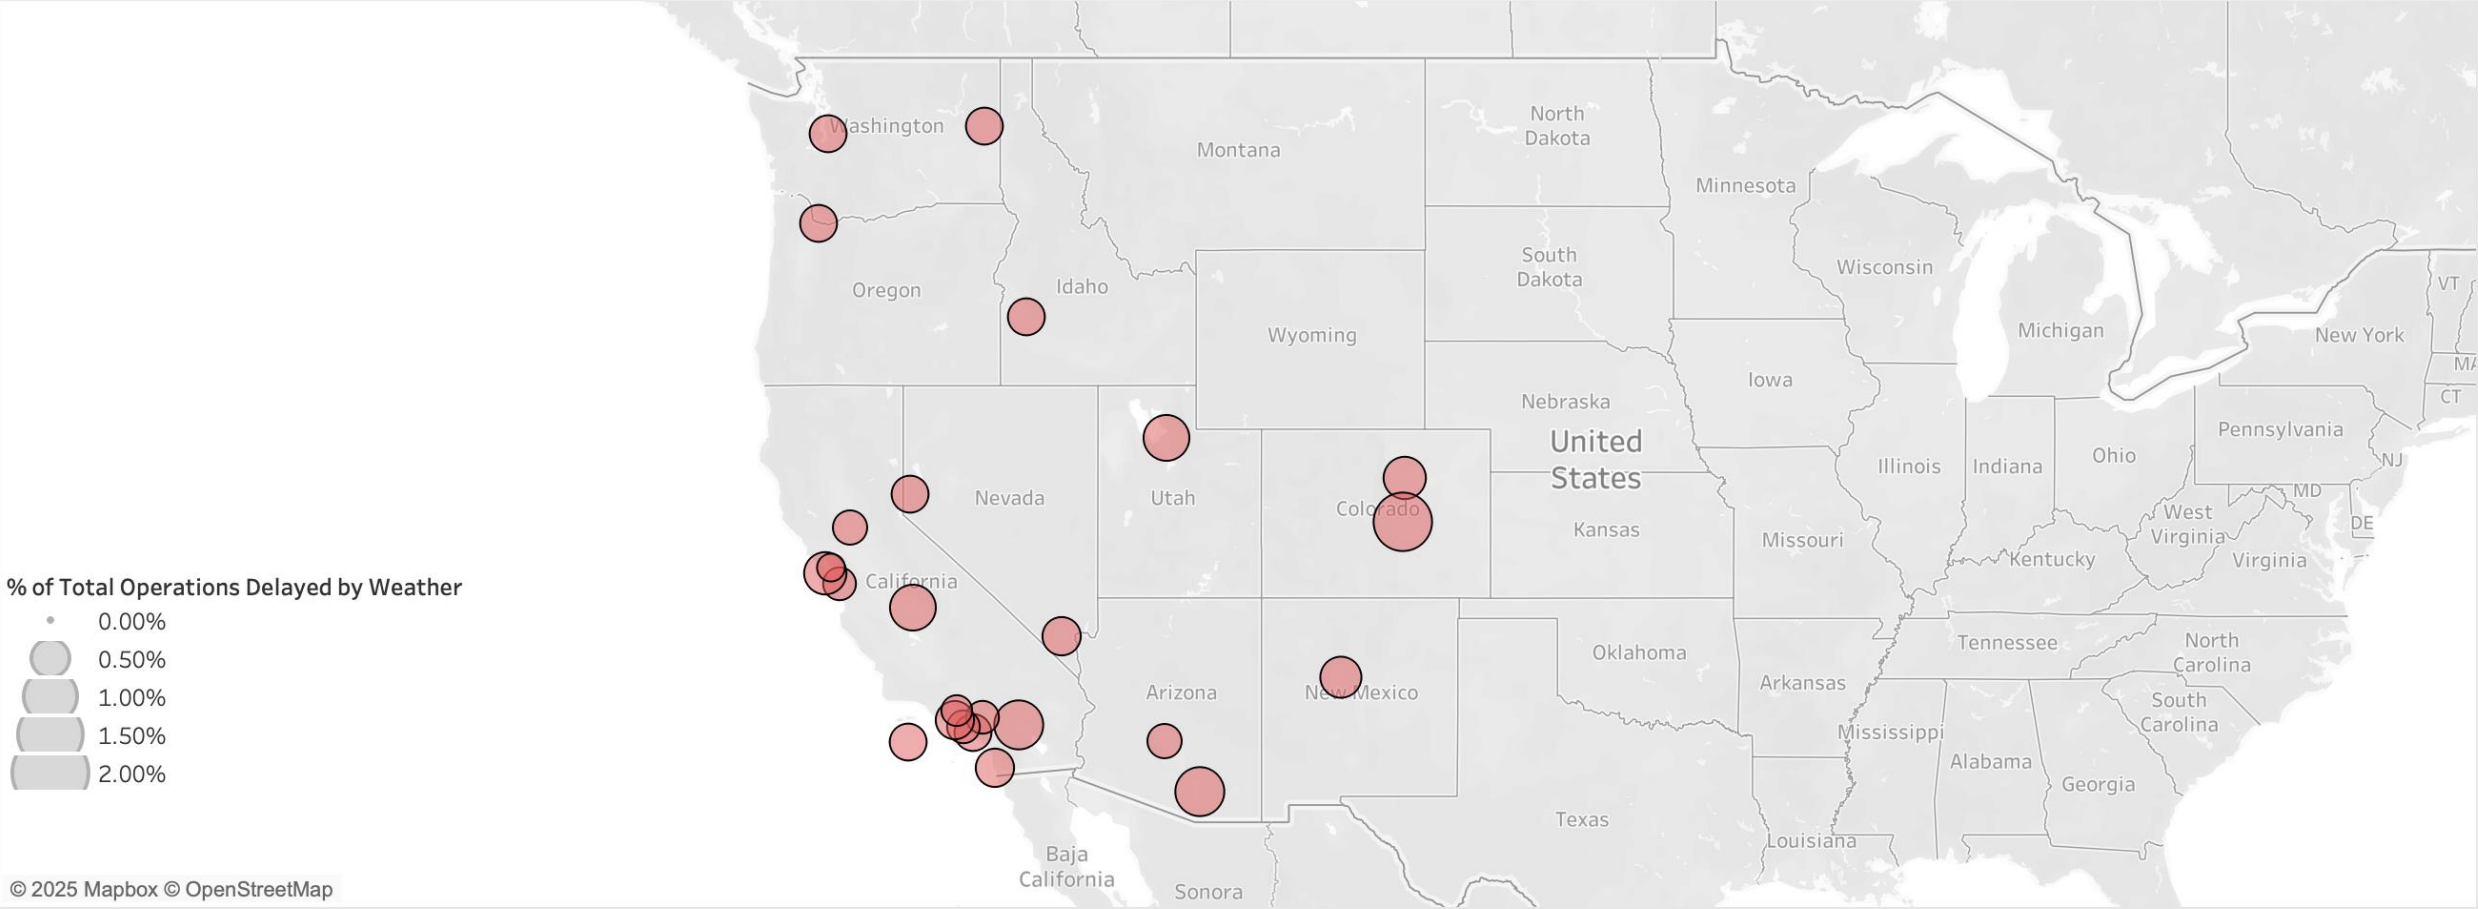 Washington
Montana
North
Dakota
Minnesota
South
Dakota
Wisconsin
Oregon
Idaho
Wyoming
Michigan
VT
New York
MA
CT
Iowa
Nebraska
United
States
Pennsylvania
NJ
Ohio
Illinois
Indiana
Nevada
Utah
Colorado
Kansas
Missouri
MD
West
Virginia
DE
Virginia
Kentucky
California
% of Total Operations Delayed by Weather
0.00%
0.50%
1.00%
1.50%
2.00%
Oklahoma
Tennessee
North
Carolina
Arizona
New Mexico
Arkansas
South
Carolina
Mississippi
Alabama
Georgia
Texas
Louisiana
Baja
California
Sonora
© 2025 Mapbox © OpenStreetMap